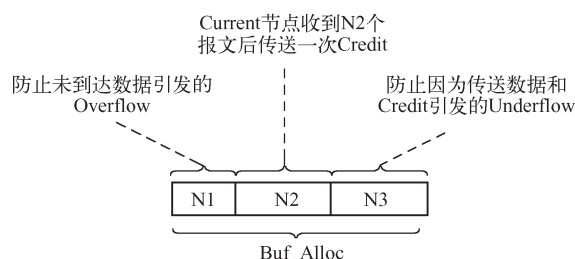 Current节点收到N2个
报文后传送一次Credit
防止未到达数据引发的
Overflow
防止因为传送数据和
Credit引发的Underflow
N1
N2
N3
Buf_Alloc